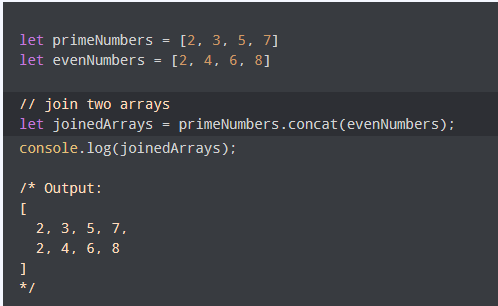 let primeNumbers = [2, 3, 5, 7]
let evenNumbers = [2, 4, 6, 8]
// join two arrays
let joinedArrays = primeNumbers.concat(evenNumbers);
console.log(joinedArrays);
/* Output:
[
  2, 3, 5, 7,
  2, 4, 6, 8
]
*/